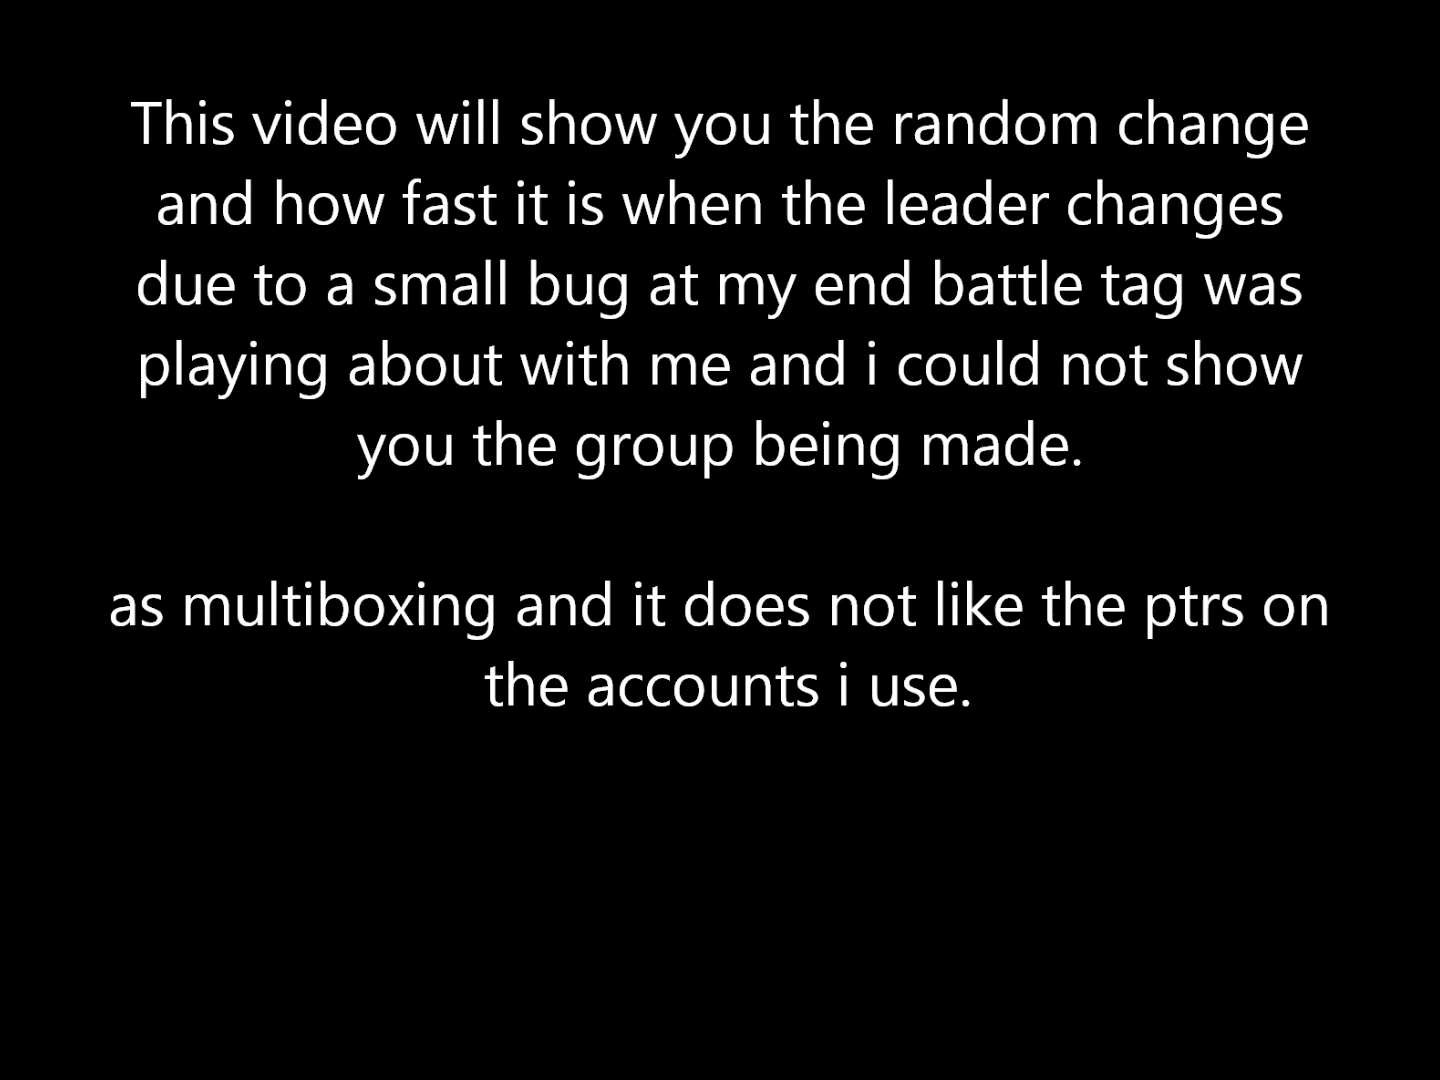 This video will show you the random change
and how fast it is when the leader changes
due to a small bug at my end battle tag was
playing about with me and i could not show
you the group being made.
as multiboxing and it does not like the ptrs on
the accounts i use.